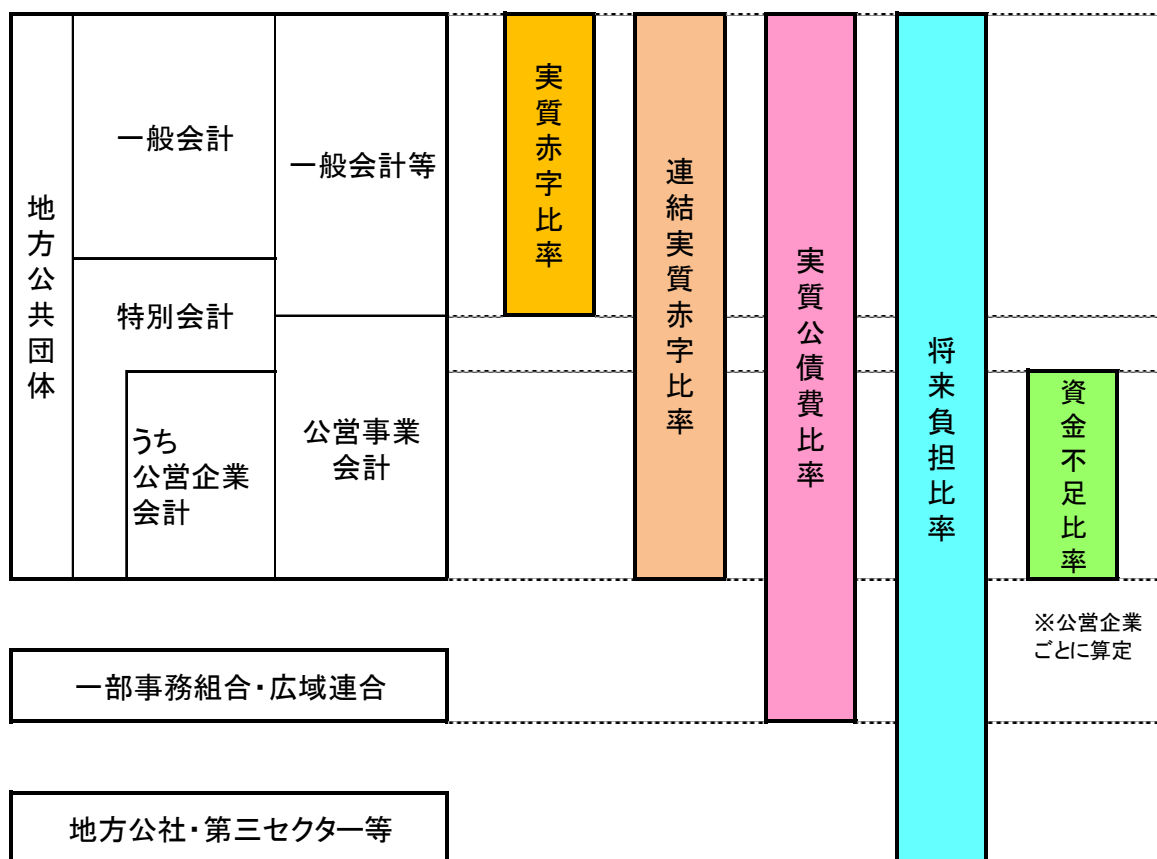 地方公共団体
一般会計
特別会計
うち
公営企業
会計
一般会計等
公営事業
会計
実質赤字比率
連結実質赤字比率
実質公債費比率
将来負担比率
資金不足比率
※公営企業
ごとに算定
一部事務組合・広域連合
地方公社・第三セクター等